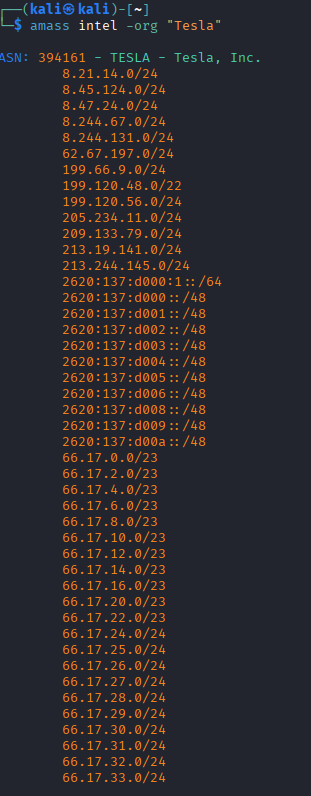 ┌──(kali㉿kali)-[~]
└─$ amass intel -org "Tesla"
ASN: 394161 - TESLA - Tesla, Inc.
8.21.14.0/24
8.45.124.0/24
8.47.24.0/24
8.244.67.0/24
8.244.131.0/24
62.67.197.0/24
199.66.9.0/24
199.120.48.0/22
199.120.56.0/24
205.234.11.0/24
209.133.79.0/24
213.19.141.0/24
213.244.145.0/24
2620:137:d000:1::/64
2620:137:d000::/48
2620:137:d001::/48
2620:137:d002::/48
2620:137:d003::/48
2620:137:d004::/48
2620:137:d005::/48
2620:137:d006::/48
2620:137:d008::/48
2620:137:d009::/48
2620:137:d00a::/48
66.17.0.0/23
66.17.2.0/23
66.17.4.0/23
66.17.6.0/23
66.17.8.0/23
66.17.10.0/23
66.17.12.0/23
66.17.14.0/23
66.17.16.0/23
66.17.20.0/23
66.17.22.0/23
66.17.24.0/24
66.17.25.0/24
66.17.26.0/24
66.17.27.0/24
66.17.28.0/24
66.17.29.0/24
66.17.30.0/24
66.17.31.0/24
66.17.32.0/24
66.17.33.0/24